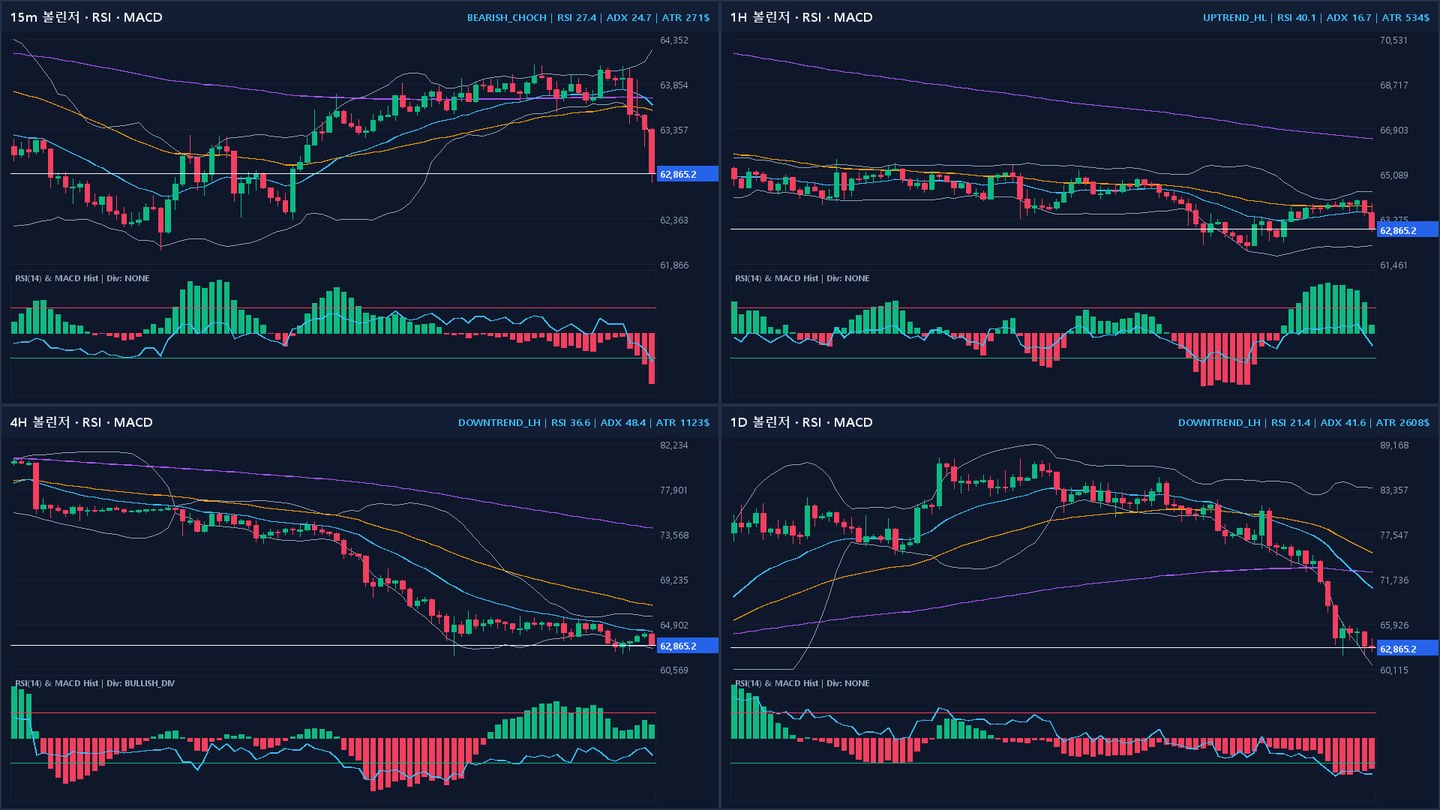 15m 볼린저 · RSI · MACD
BEARISH_CHOCH | RSI 27.4 | ADX 24.7 | ATR 271$
64,352
63,854
63,357
62,865.2
62,363
61,866
RSI(14) & MACD Hist | Div: NONE
1H 볼린저 · RSI · MACD
UPTREND_HL | RSI 40.1 | ADX 16.7 | ATR 534$
70,531
68,717
66,903
65,089
63,275
62,865.2
61,461
RSI(14) & MACD Hist | Div: NONE
4H 볼린저 · RSI · MACD
DOWNTREND_LH | RSI 36.6 | ADX 48.4 | ATR 1123$
82,234
77,901
73,568
69,235
64,902
62,865.2
60,569
RSI(14) & MACD Hist | Div: BULLISH_DIV
1D 볼린저 · RSI · MACD
DOWNTREND_LH | RSI 21.4 | ADX 41.6 | ATR 2608$
89,168
83,357
77,547
71,736
65,926
62,865.2
60,115
RSI(14) & MACD Hist | Div: NONE